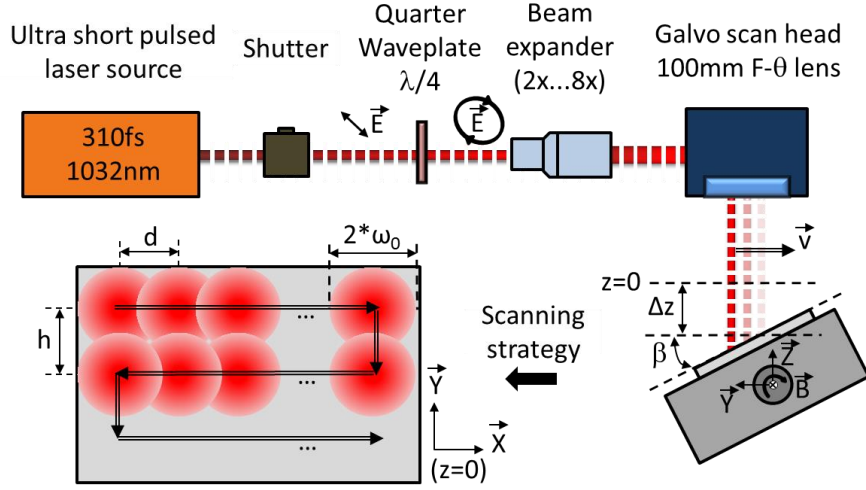 Ultra short pulsed
laser source
Shutter
Quarter
Waveplate
λ/4
Beam
expander
(2x...8x)
Galvo scan head
100mm F-θ lens
310fs
1032nm
E
E
v
d
2*ω₀
h
...
...
...
Y
X
(z=0)
Scanning
strategy
z=0
Δz
β
Z
Y
B